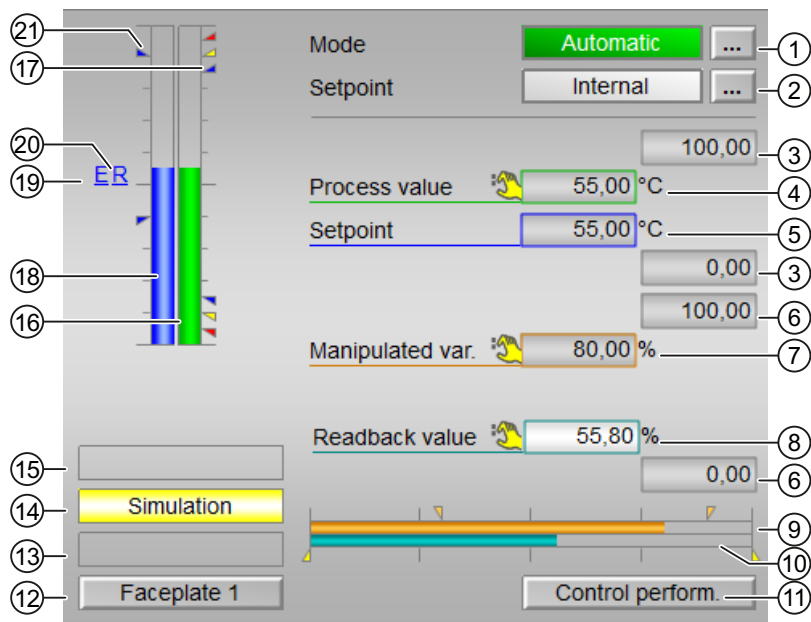 21
17
Mode Automatic ... 1
Setpoint Internal ... 2
100,00 3
20
19 ER
Process value 55,00 °C 4
Setpoint 55,00 °C 5
0,00 3
18
16
100,00 6
Manipulated var. 80,00 % 7
Readback value 55,80 % 8
15
0,00 6
14 Simulation
9
13
10
12 Faceplate 1
Control perform. 11